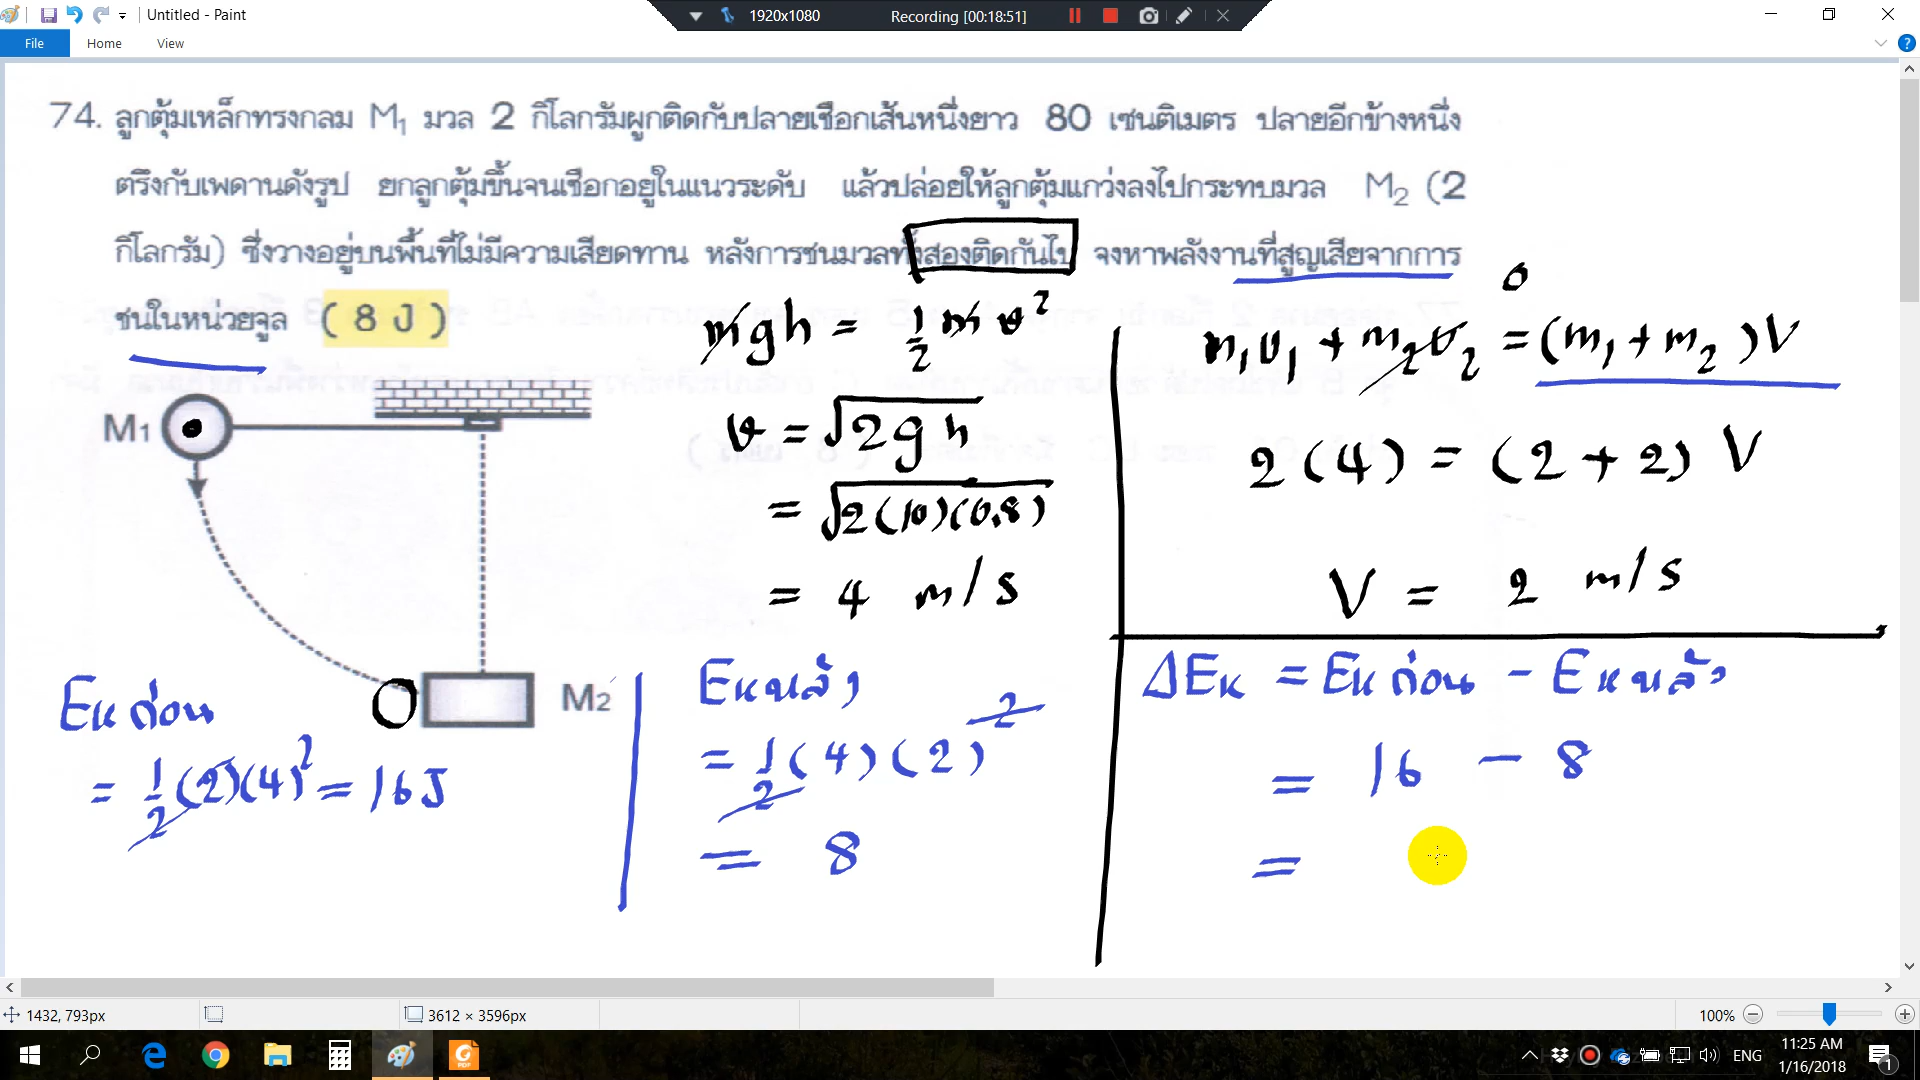 Untitled - Paint
1920x1080
Recording [00:18:51]
File Home View
74. ลูกตุ้มเหล็กทรงกลม M₁ มวล 2 กิโลกรัมผูกติดกับปลายเชือกเส้นหนึ่งยาว 80 เซนติเมตร ปลายอีกข้างหนึ่ง
ตรึงกับเพดานดังรูป ยกลูกตุ้มขึ้นจนเชือกอยู่ในแนวระดับ แล้วปล่อยให้ลูกตุ้มแกว่งลงไปกระทบมวล M₂ (2
กิโลกรัม) ซึ่งวางอยู่บนพื้นที่ไม่มีความเสียดทาน หลังการชนมวลทั้งสองติดกันไป จงหาพลังงานที่สูญเสียจากการ
ชนในหน่วยจูล ( 8 J )
M₁
M₂
mgh = ½mv²
v = √2gh
= √2(10)(0.8)
= 4 m/s
0
m₁v₁ + m₂v₂ = (m₁ + m₂)V
2(4) = (2 + 2) V
V = 2 m/s
Eκก่อน
= ½(2)(4)² = 16J
Eκหลัง
= ½(4)(2)²
= 8
ΔEκ = Eκก่อน - Eκหลัง
= 16 - 8
=
1432, 793px
3612 × 3596px
100%
ENG
11:25 AM
1/16/2018
1